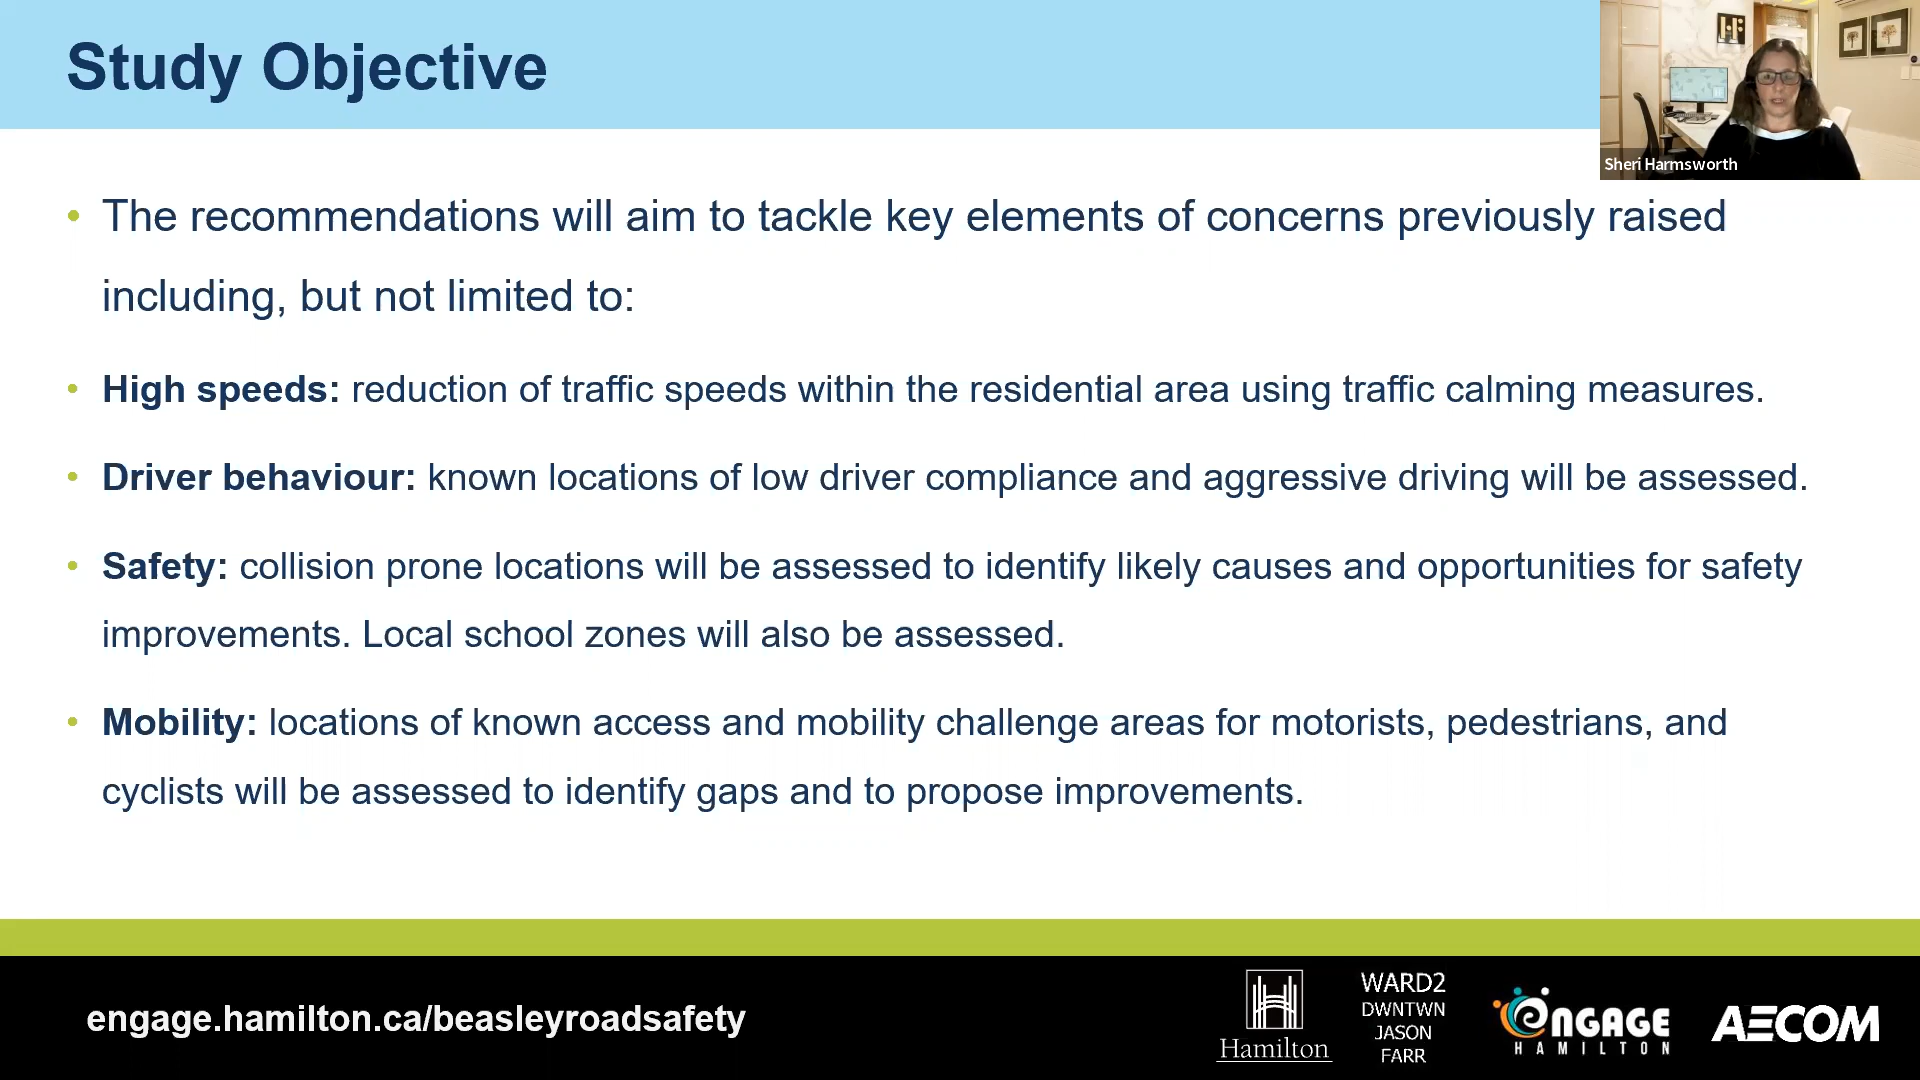 Study Objective
Sheri Harmsworth
• The recommendations will aim to tackle key elements of concerns previously raised
including, but not limited to:
• High speeds: reduction of traffic speeds within the residential area using traffic calming measures.
• Driver behaviour: known locations of low driver compliance and aggressive driving will be assessed.
• Safety: collision prone locations will be assessed to identify likely causes and opportunities for safety
improvements. Local school zones will also be assessed.
• Mobility: locations of known access and mobility challenge areas for motorists, pedestrians, and
cyclists will be assessed to identify gaps and to propose improvements.
engage.hamilton.ca/beasleyroadsafety
Hamilton
WARD2
DWNTWN
JASON
FARR
eNGAGE
HAMILTON
AECOM